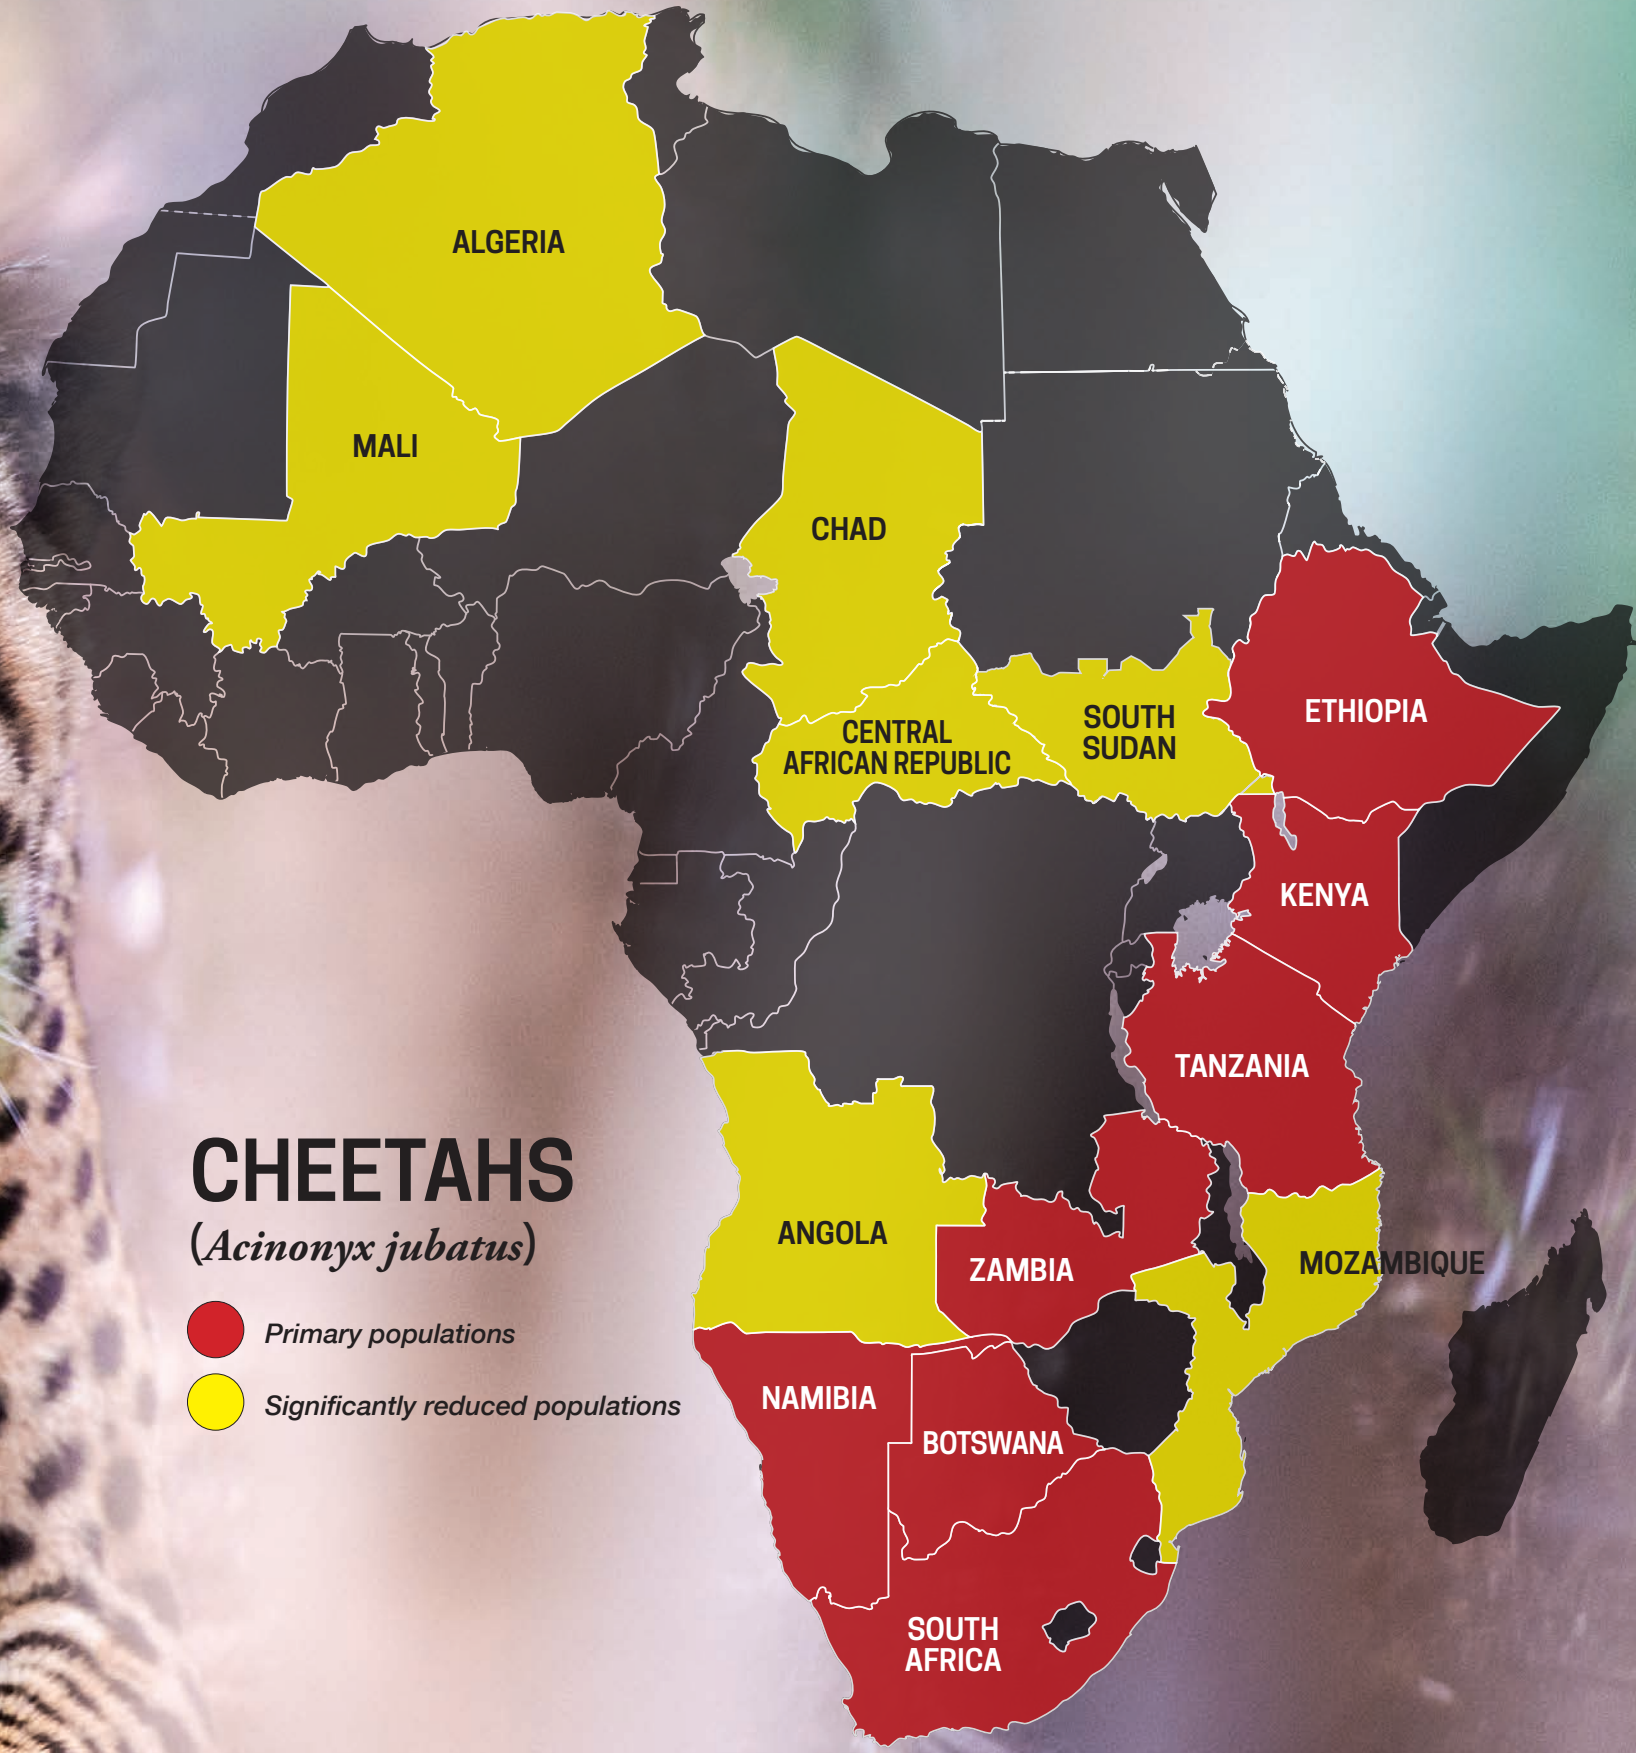 ALGERIA
MALI
CHAD
CENTRAL
AFRICAN REPUBLIC
SOUTH
SUDAN
ETHIOPIA
KENYA
TANZANIA
CHEETAHS
(Acinonyx jubatus)
Primary populations
Significantly reduced populations
ANGOLA
ZAMBIA
MOZAMBIQUE
NAMIBIA
BOTSWANA
SOUTH
AFRICA